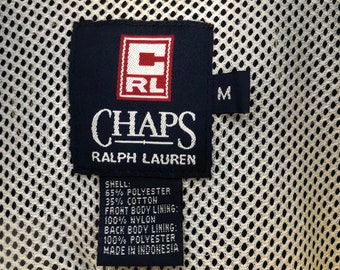 C
RL
M
CHAPS
RALPH LAUREN
SHELL:
65% POLYESTER
35% COTTON
FRONT BODY LINING:
100% NYLON
BACK BODY LINING:
100% POLYESTER
MADE IN INDONESIA